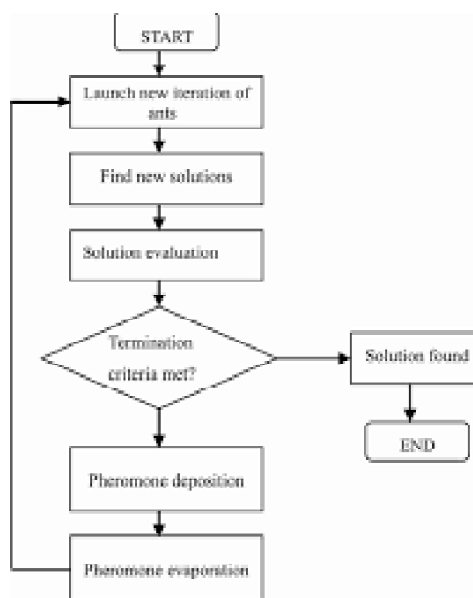 START
Launch new iteration of
ants
Find new solutions
Solution evaluation
Termination
criteria met?
Solution found
END
Pheromone deposition
Pheromone evaporation